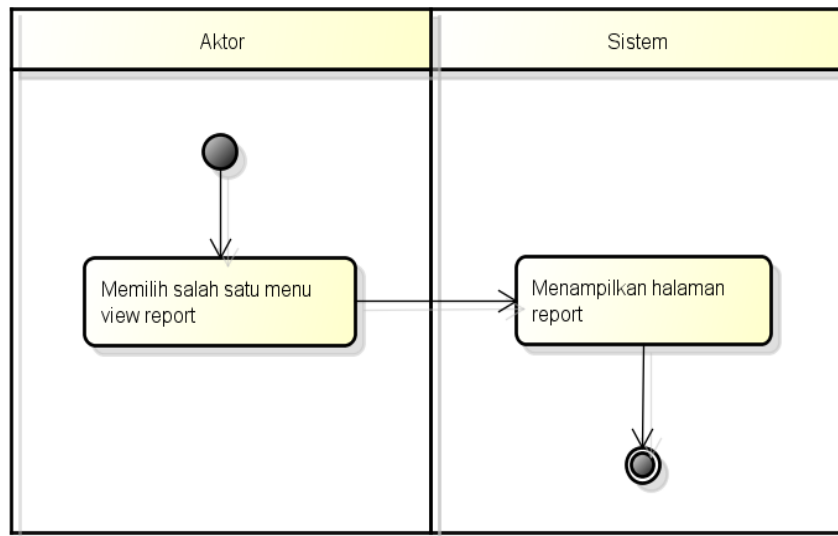 Aktor
Sistem
Memilih salah satu menu
view report
Menampilkan halaman
report